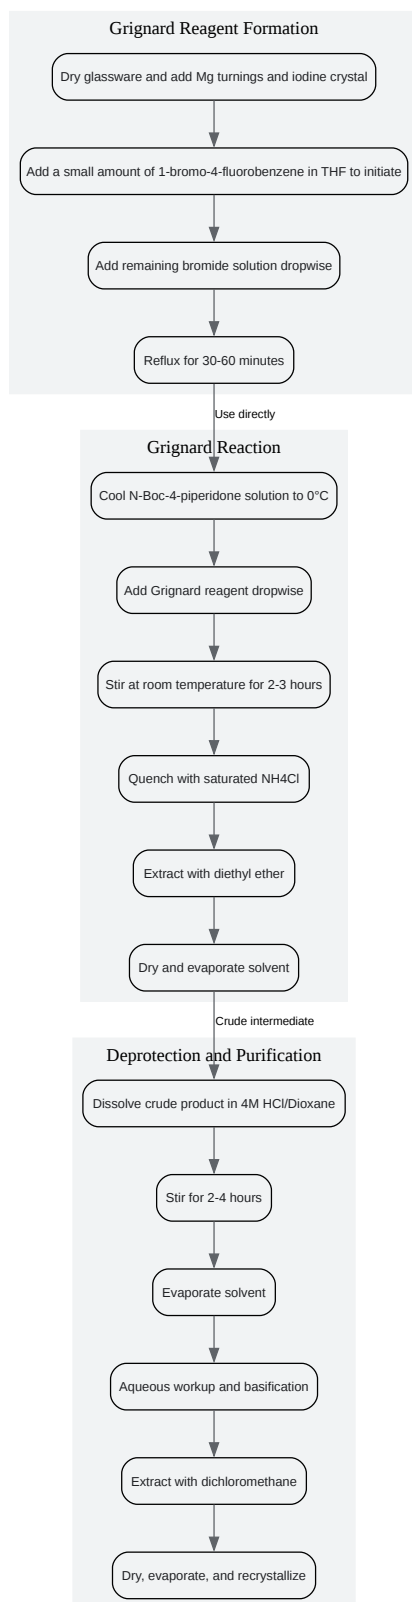 Grignard Reagent Formation
Dry glassware and add Mg turnings and iodine crystal
Add a small amount of 1-bromo-4-fluorobenzene in THF to initiate
Add remaining bromide solution dropwise
Reflux for 30-60 minutes
Use directly
Grignard Reaction
Cool N-Boc-4-piperidone solution to 0°C
Add Grignard reagent dropwise
Stir at room temperature for 2-3 hours
Quench with saturated NH4Cl
Extract with diethyl ether
Dry and evaporate solvent
Crude intermediate
Deprotection and Purification
Dissolve crude product in 4M HCl/Dioxane
Stir for 2-4 hours
Evaporate solvent
Aqueous workup and basification
Extract with dichloromethane
Dry, evaporate, and recrystallize